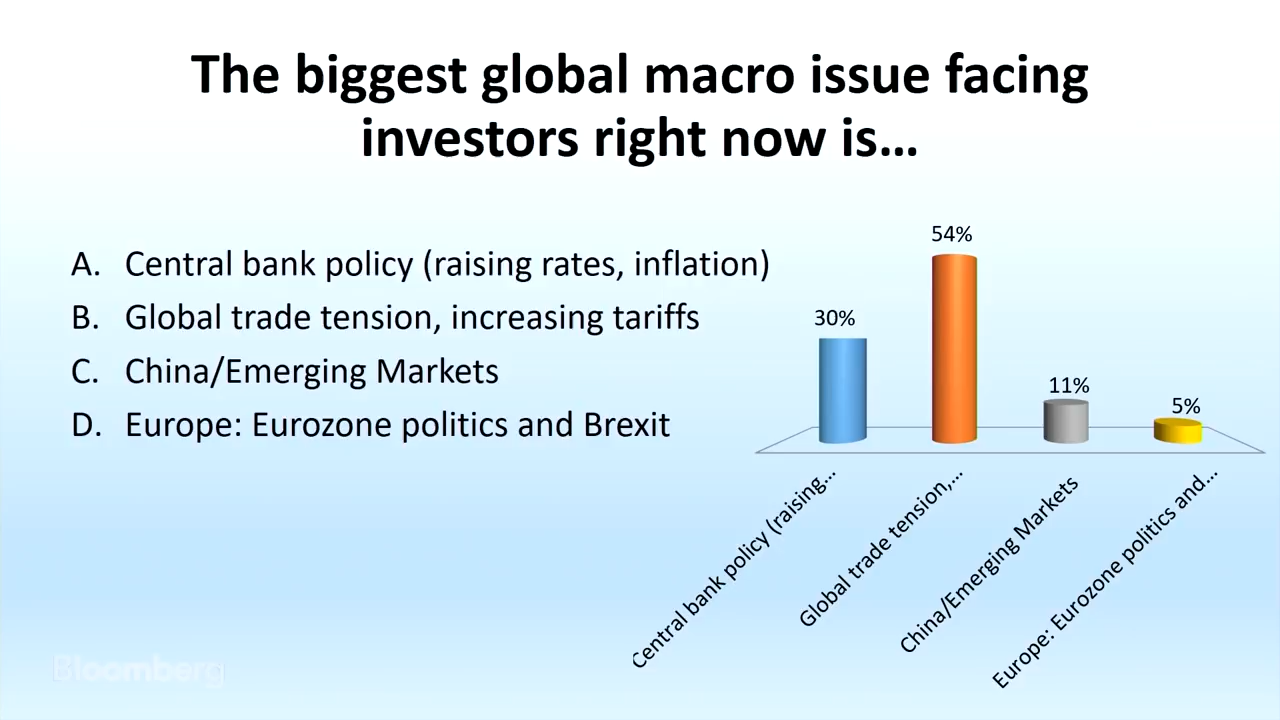 The biggest global macro issue facing
investors right now is…
A. Central bank policy (raising rates, inflation)
B. Global trade tension, increasing tariffs
C. China/Emerging Markets
D. Europe: Eurozone politics and Brexit
30%
54%
11%
5%
Central bank policy (raising…
Global trade tension,…
China/Emerging Markets
Europe: Eurozone politics and…
Bloomberg